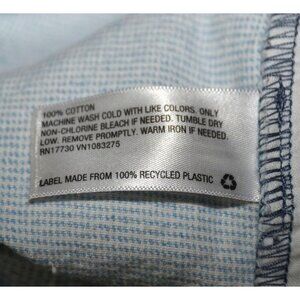 100% COTTON
MACHINE WASH COLD WITH LIKE COLORS. ONLY
NON-CHLORINE BLEACH IF NEEDED. TUMBLE DRY
LOW. REMOVE PROMPTLY. WARM IRON IF NEEDED.
RN17730 VN1083275
LABEL MADE FROM 100% RECYCLED PLASTIC